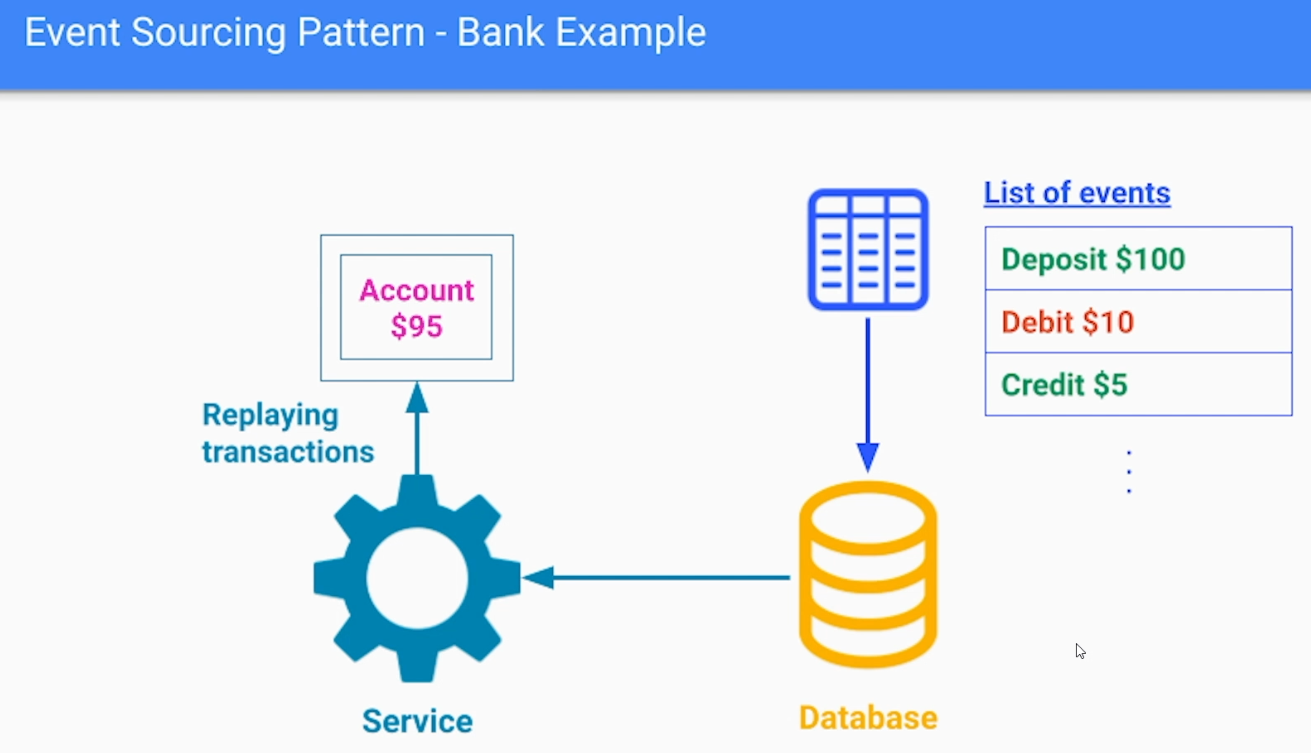 Event Sourcing Pattern - Bank Example
List of events
Deposit $100
Debit $10
Credit $5
Account
$95
Replaying
transactions
Service
Database